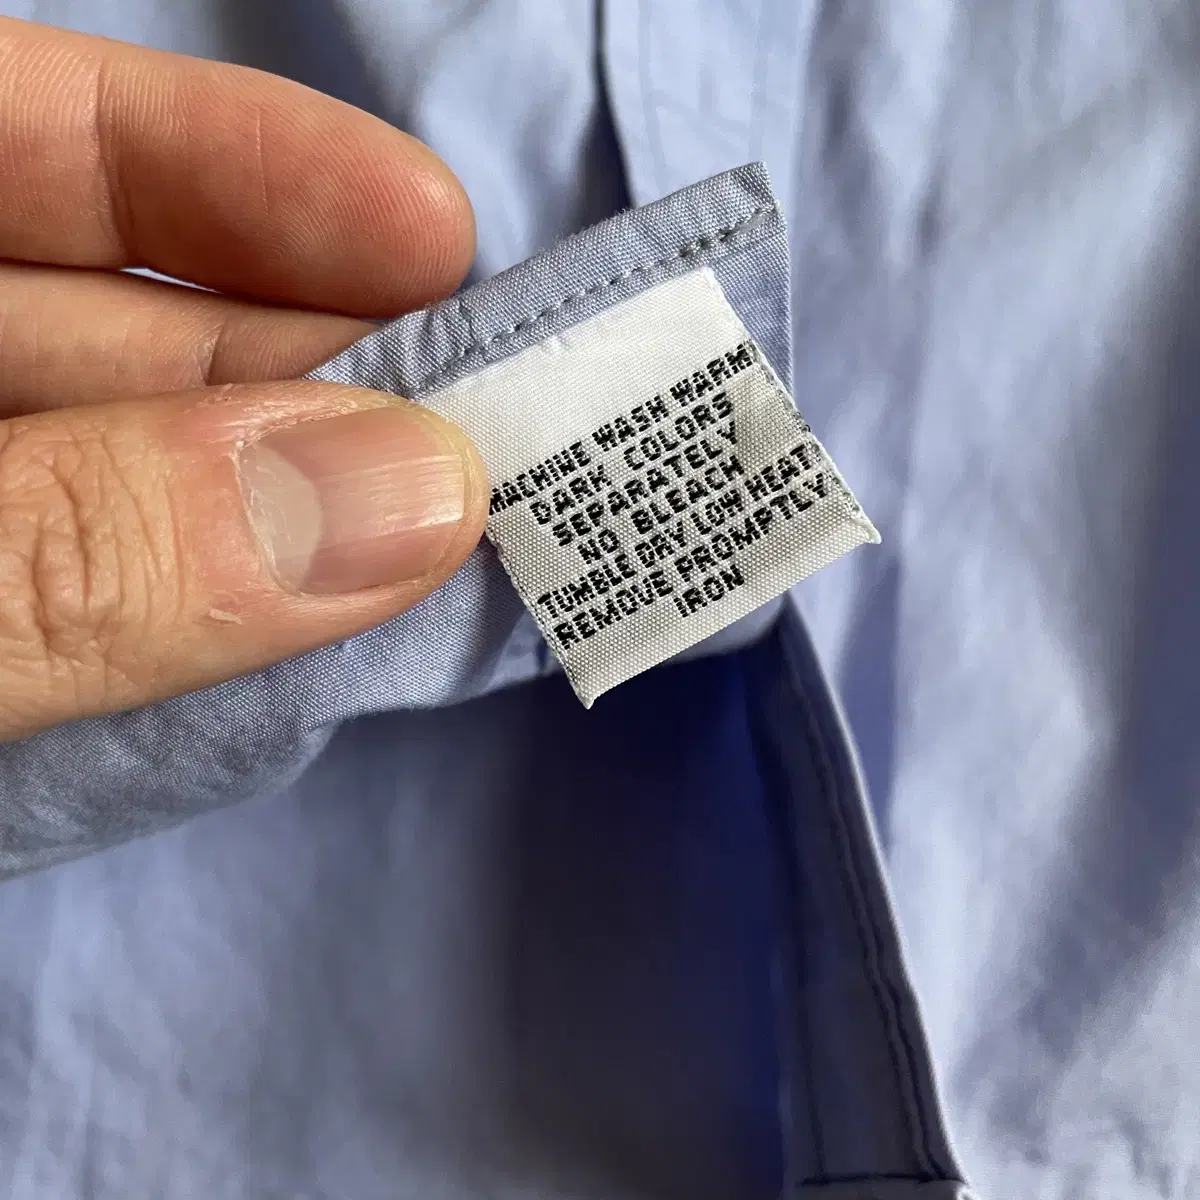 MACHINE WASH WARM
DARK COLORS
SEPARATELY
NO BLEACH
TUMBLE DRY LOW HEAT
REMOVE PROMPTLY
IRON